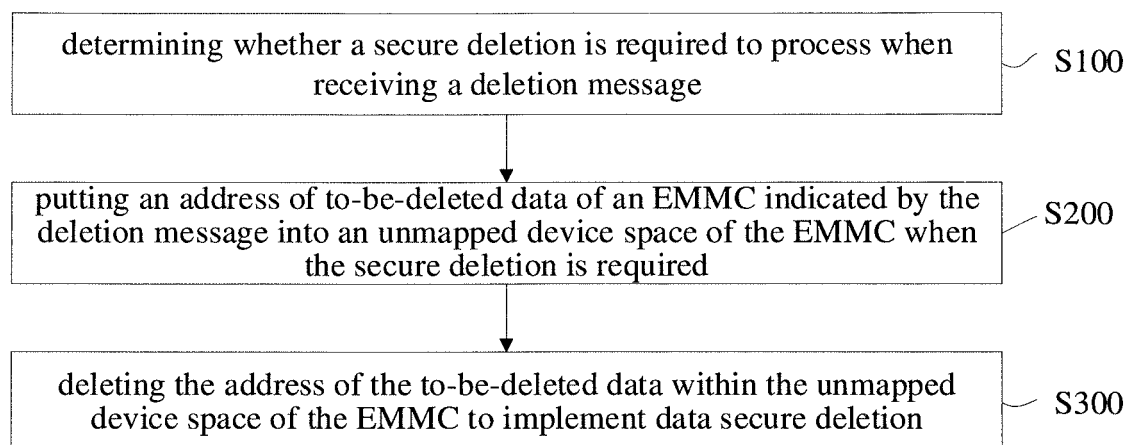 determining whether a secure deletion is required to process when
receiving a deletion message
S100
putting an address of to-be-deleted data of an EMMC indicated by the
deletion message into an unmapped device space of the EMMC when
the secure deletion is required
S200
deleting the address of the to-be-deleted data within the unmapped
device space of the EMMC to implement data secure deletion
S300